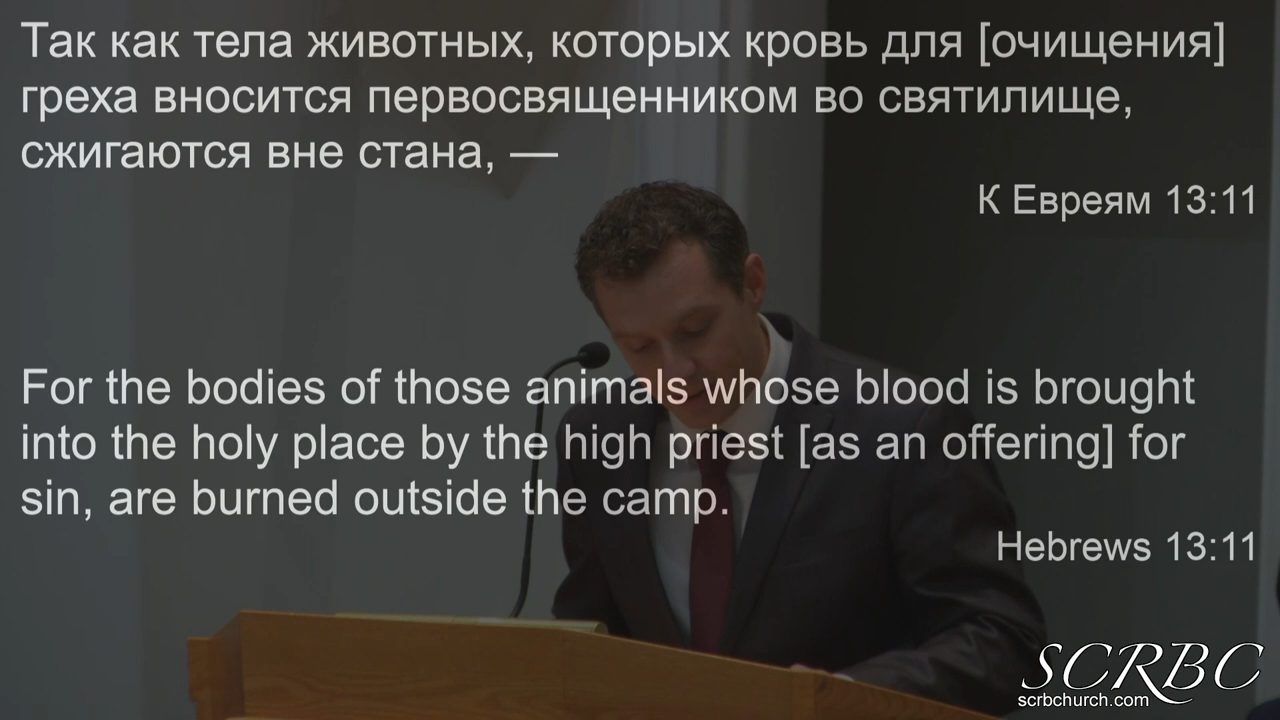 Так как тела животных, которых кровь для [очищения]
греха вносится первосвященником во святилище,
сжигаются вне стана, —
К Евреям 13:11
For the bodies of those animals whose blood is brought
into the holy place by the high priest [as an offering] for
sin, are burned outside the camp.
Hebrews 13:11
SCRBC
scrbchurch.com